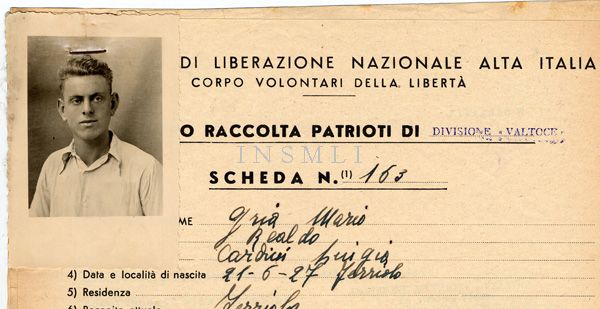 DI LIBERAZIONE NAZIONALE ALTA ITALIA
CORPO VOLONTARI DELLA LIBERTÀ
O RACCOLTA PATRIOTI DI DIVISIONE "VALTOCE"
INSMLI
SCHEDA N. (1) 163
ME Gria Mario
Realdo
Cardini Luigia
4) Data e località di nascita 21-6-27 Ferriolo
5) Residenza Ferriolo